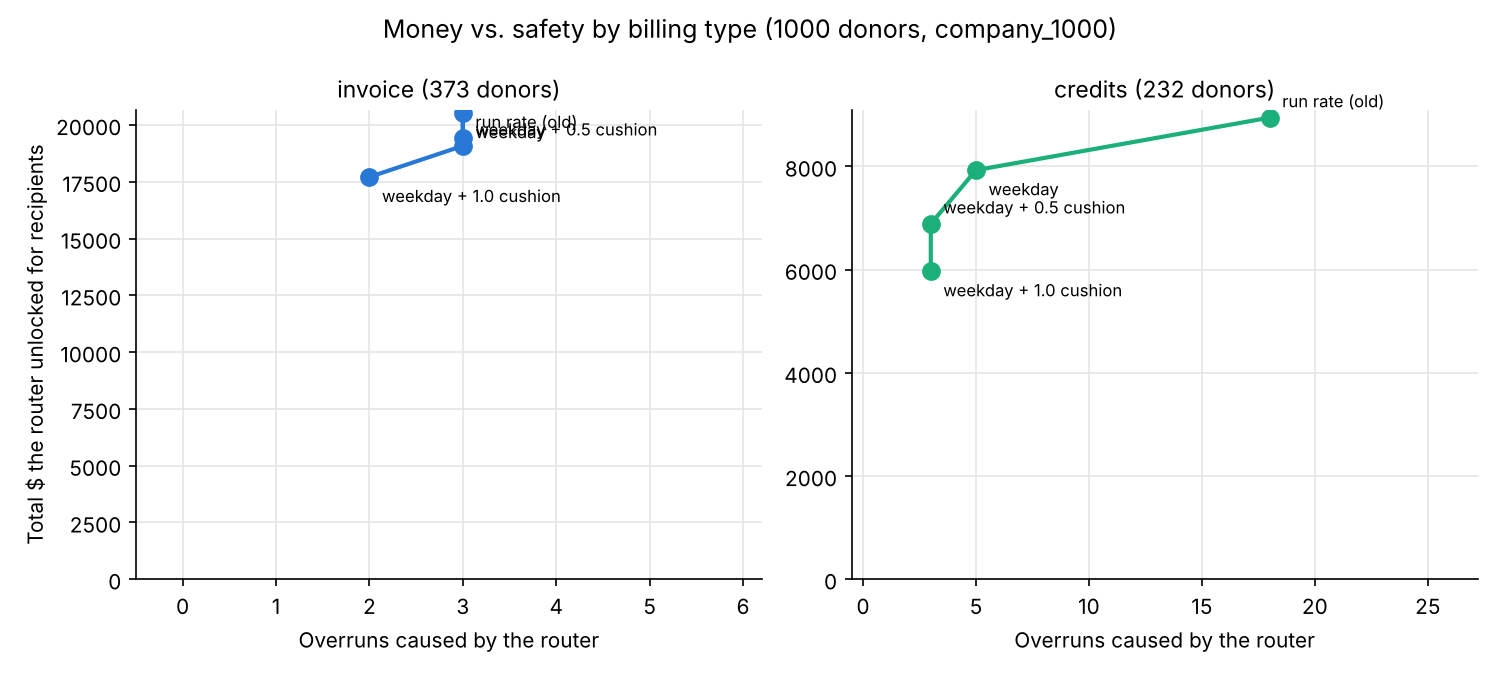 Money vs. safety by billing type (1000 donors, company_1000)
invoice (373 donors)
Total $ the router unlocked for recipients
20000
17500
15000
12500
10000
7500
5000
2500
0
run rate (old)
weekday + 0.5 cushion
weekday
weekday + 1.0 cushion
0 1 2 3 4 5 6
Overruns caused by the router
credits (232 donors)
8000
6000
4000
2000
0
run rate (old)
weekday
weekday + 0.5 cushion
weekday + 1.0 cushion
0 5 10 15 20 25
Overruns caused by the router